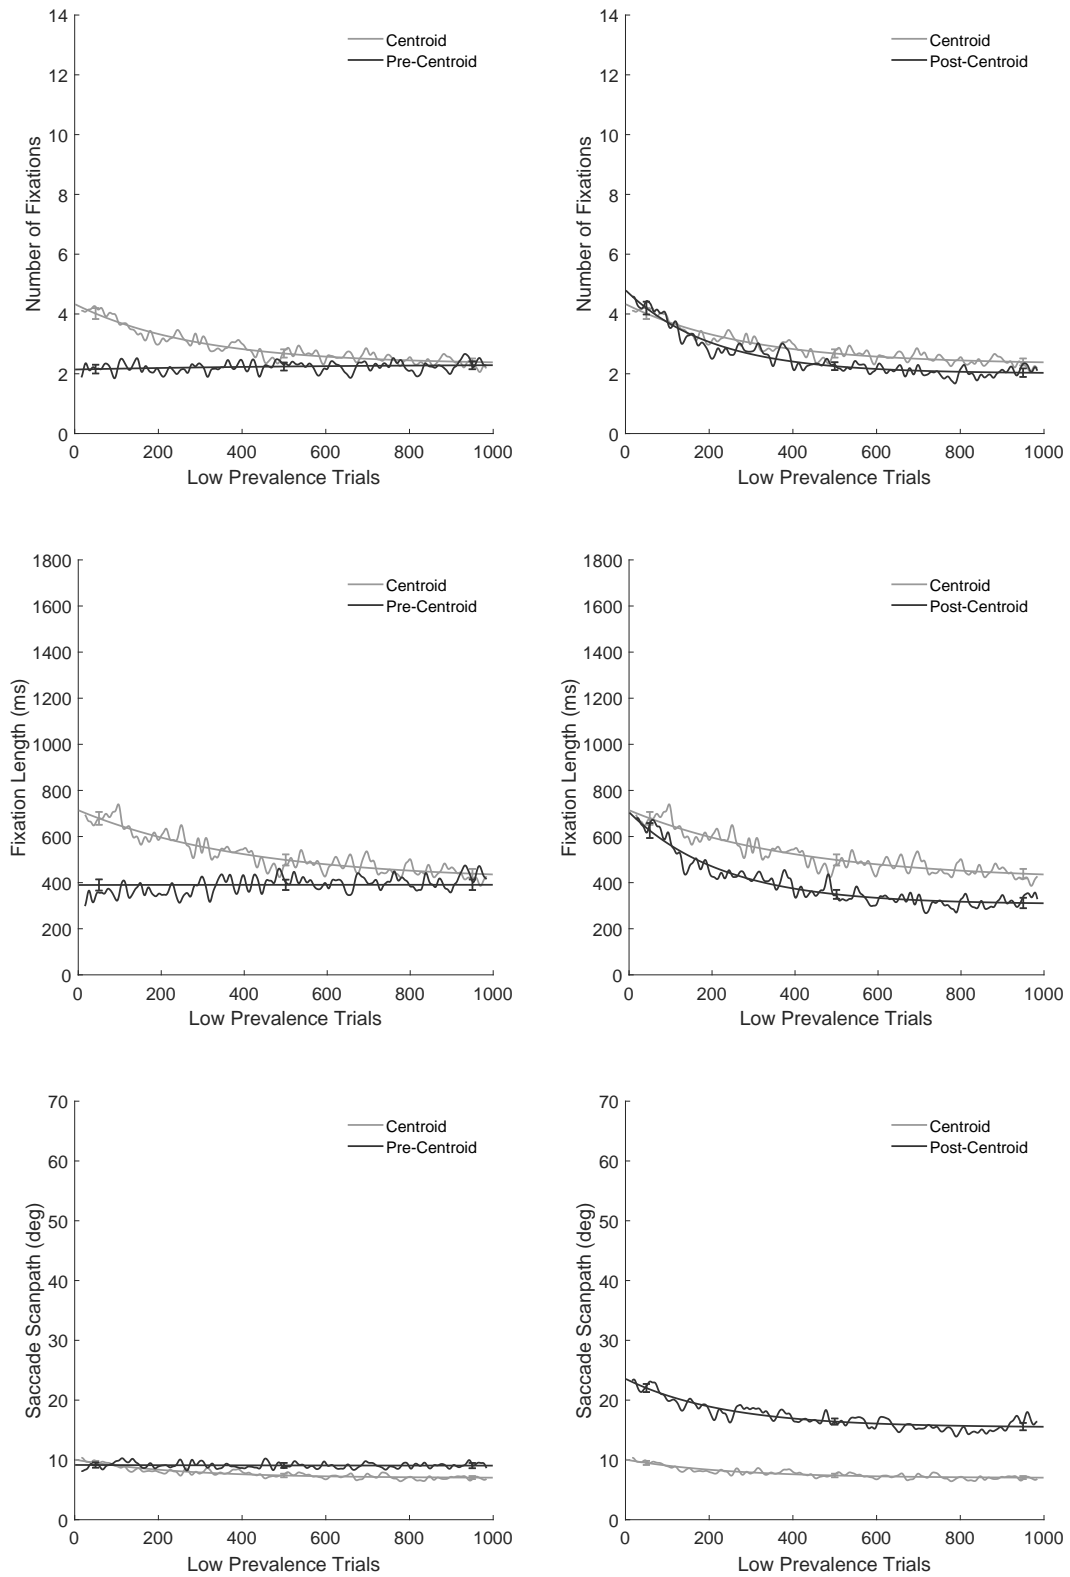 Number of Fixations
14
12
10
8
6
4
2
0
0 200 400 600 800 1000
Low Prevalence Trials
Centroid
Pre-Centroid
Number of Fixations
14
12
10
8
6
4
2
0
0 200 400 600 800 1000
Low Prevalence Trials
Centroid
Post-Centroid
Fixation Length (ms)
1800
1600
1400
1200
1000
800
600
400
200
0
0 200 400 600 800 1000
Low Prevalence Trials
Centroid
Pre-Centroid
Fixation Length (ms)
1800
1600
1400
1200
1000
800
600
400
200
0
0 200 400 600 800 1000
Low Prevalence Trials
Centroid
Post-Centroid
Saccade Scanpath (deg)
70
60
50
40
30
20
10
0
0 200 400 600 800 1000
Low Prevalence Trials
Centroid
Pre-Centroid
Saccade Scanpath (deg)
70
60
50
40
30
20
10
0
0 200 400 600 800 1000
Low Prevalence Trials
Centroid
Post-Centroid